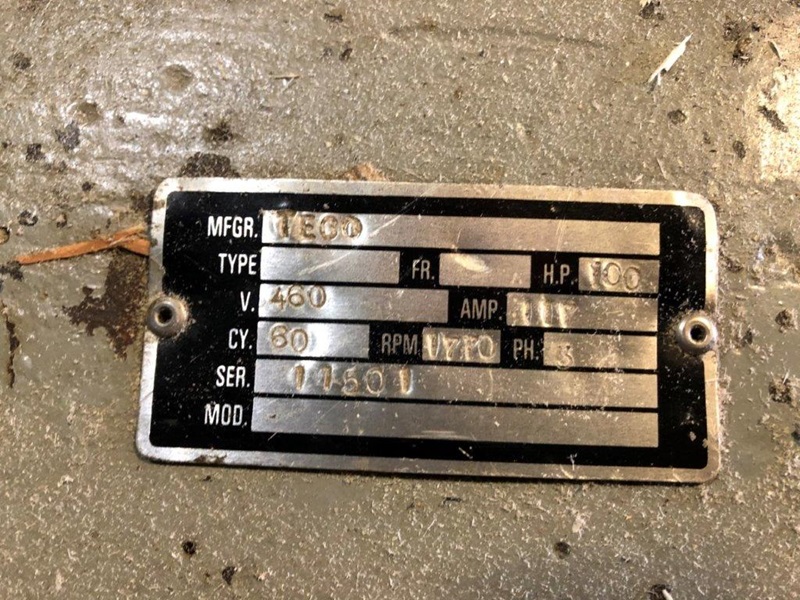 MFGR. TECO
TYPE FR. H.P. 100
V. 460 AMP.
CY. 60 RPM PH. 3
SER. 11501
MOD.